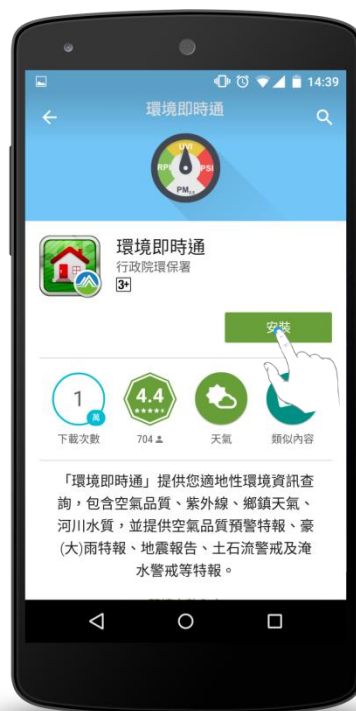 14:39
環境即時通
UVI
RPI
PSI
PM2.5
環境即時通
行政院環保署
3+
安裝
1
萬
4.4
下載次數
704
天氣
類似內容
「環境即時通」提供您適地性環境資訊查
詢，包含空氣品質、紫外線、鄉鎮天氣、
河川水質，並提供空氣品質預警特報、豪
(大)雨特報、地震報告、土石流警戒及淹
水警戒等特報。